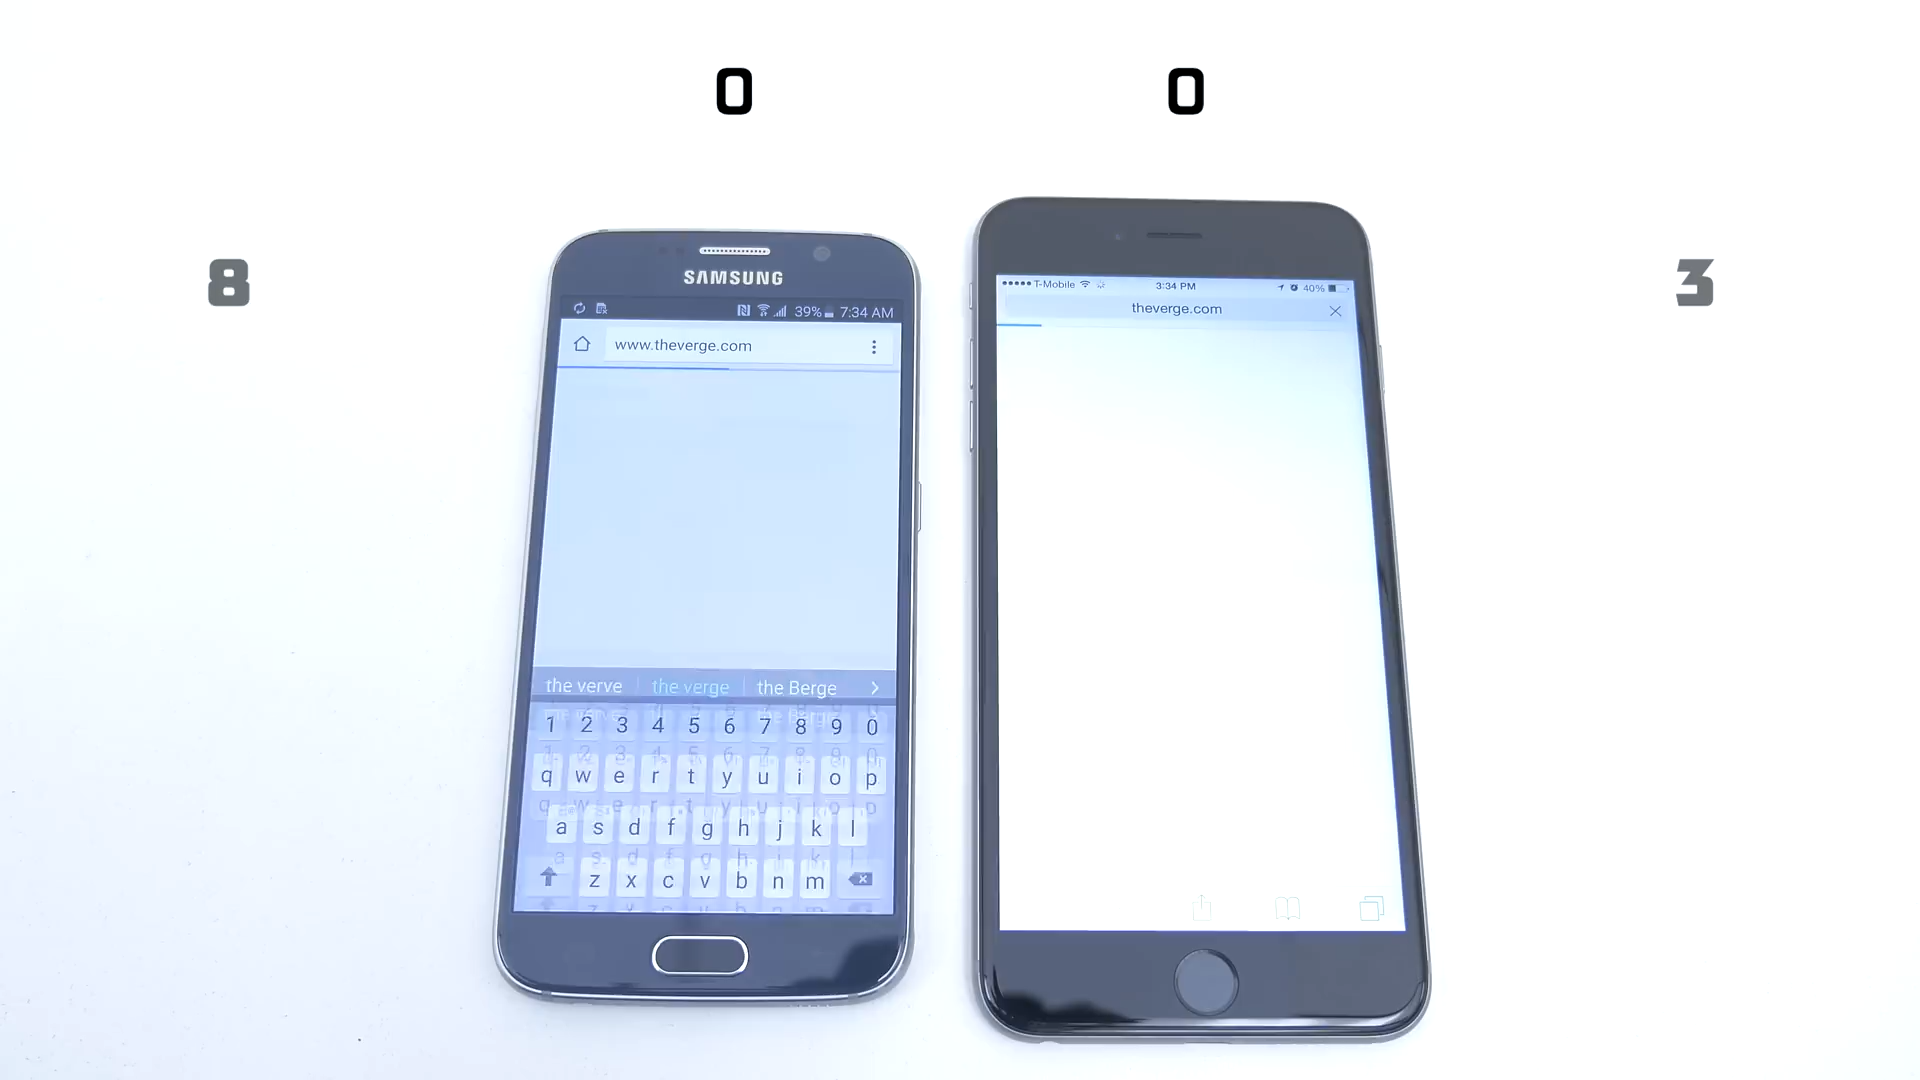 0 0
8 3
SAMSUNG
39% 7:34 AM
www.theverge.com
the verve the verge the Berge
1 2 3 4 5 6 7 8 9 0
q w e r t y u i o p
a s d f g h j k l
z x c v b n m
T-Mobile 3:34 PM 40%
theverge.com